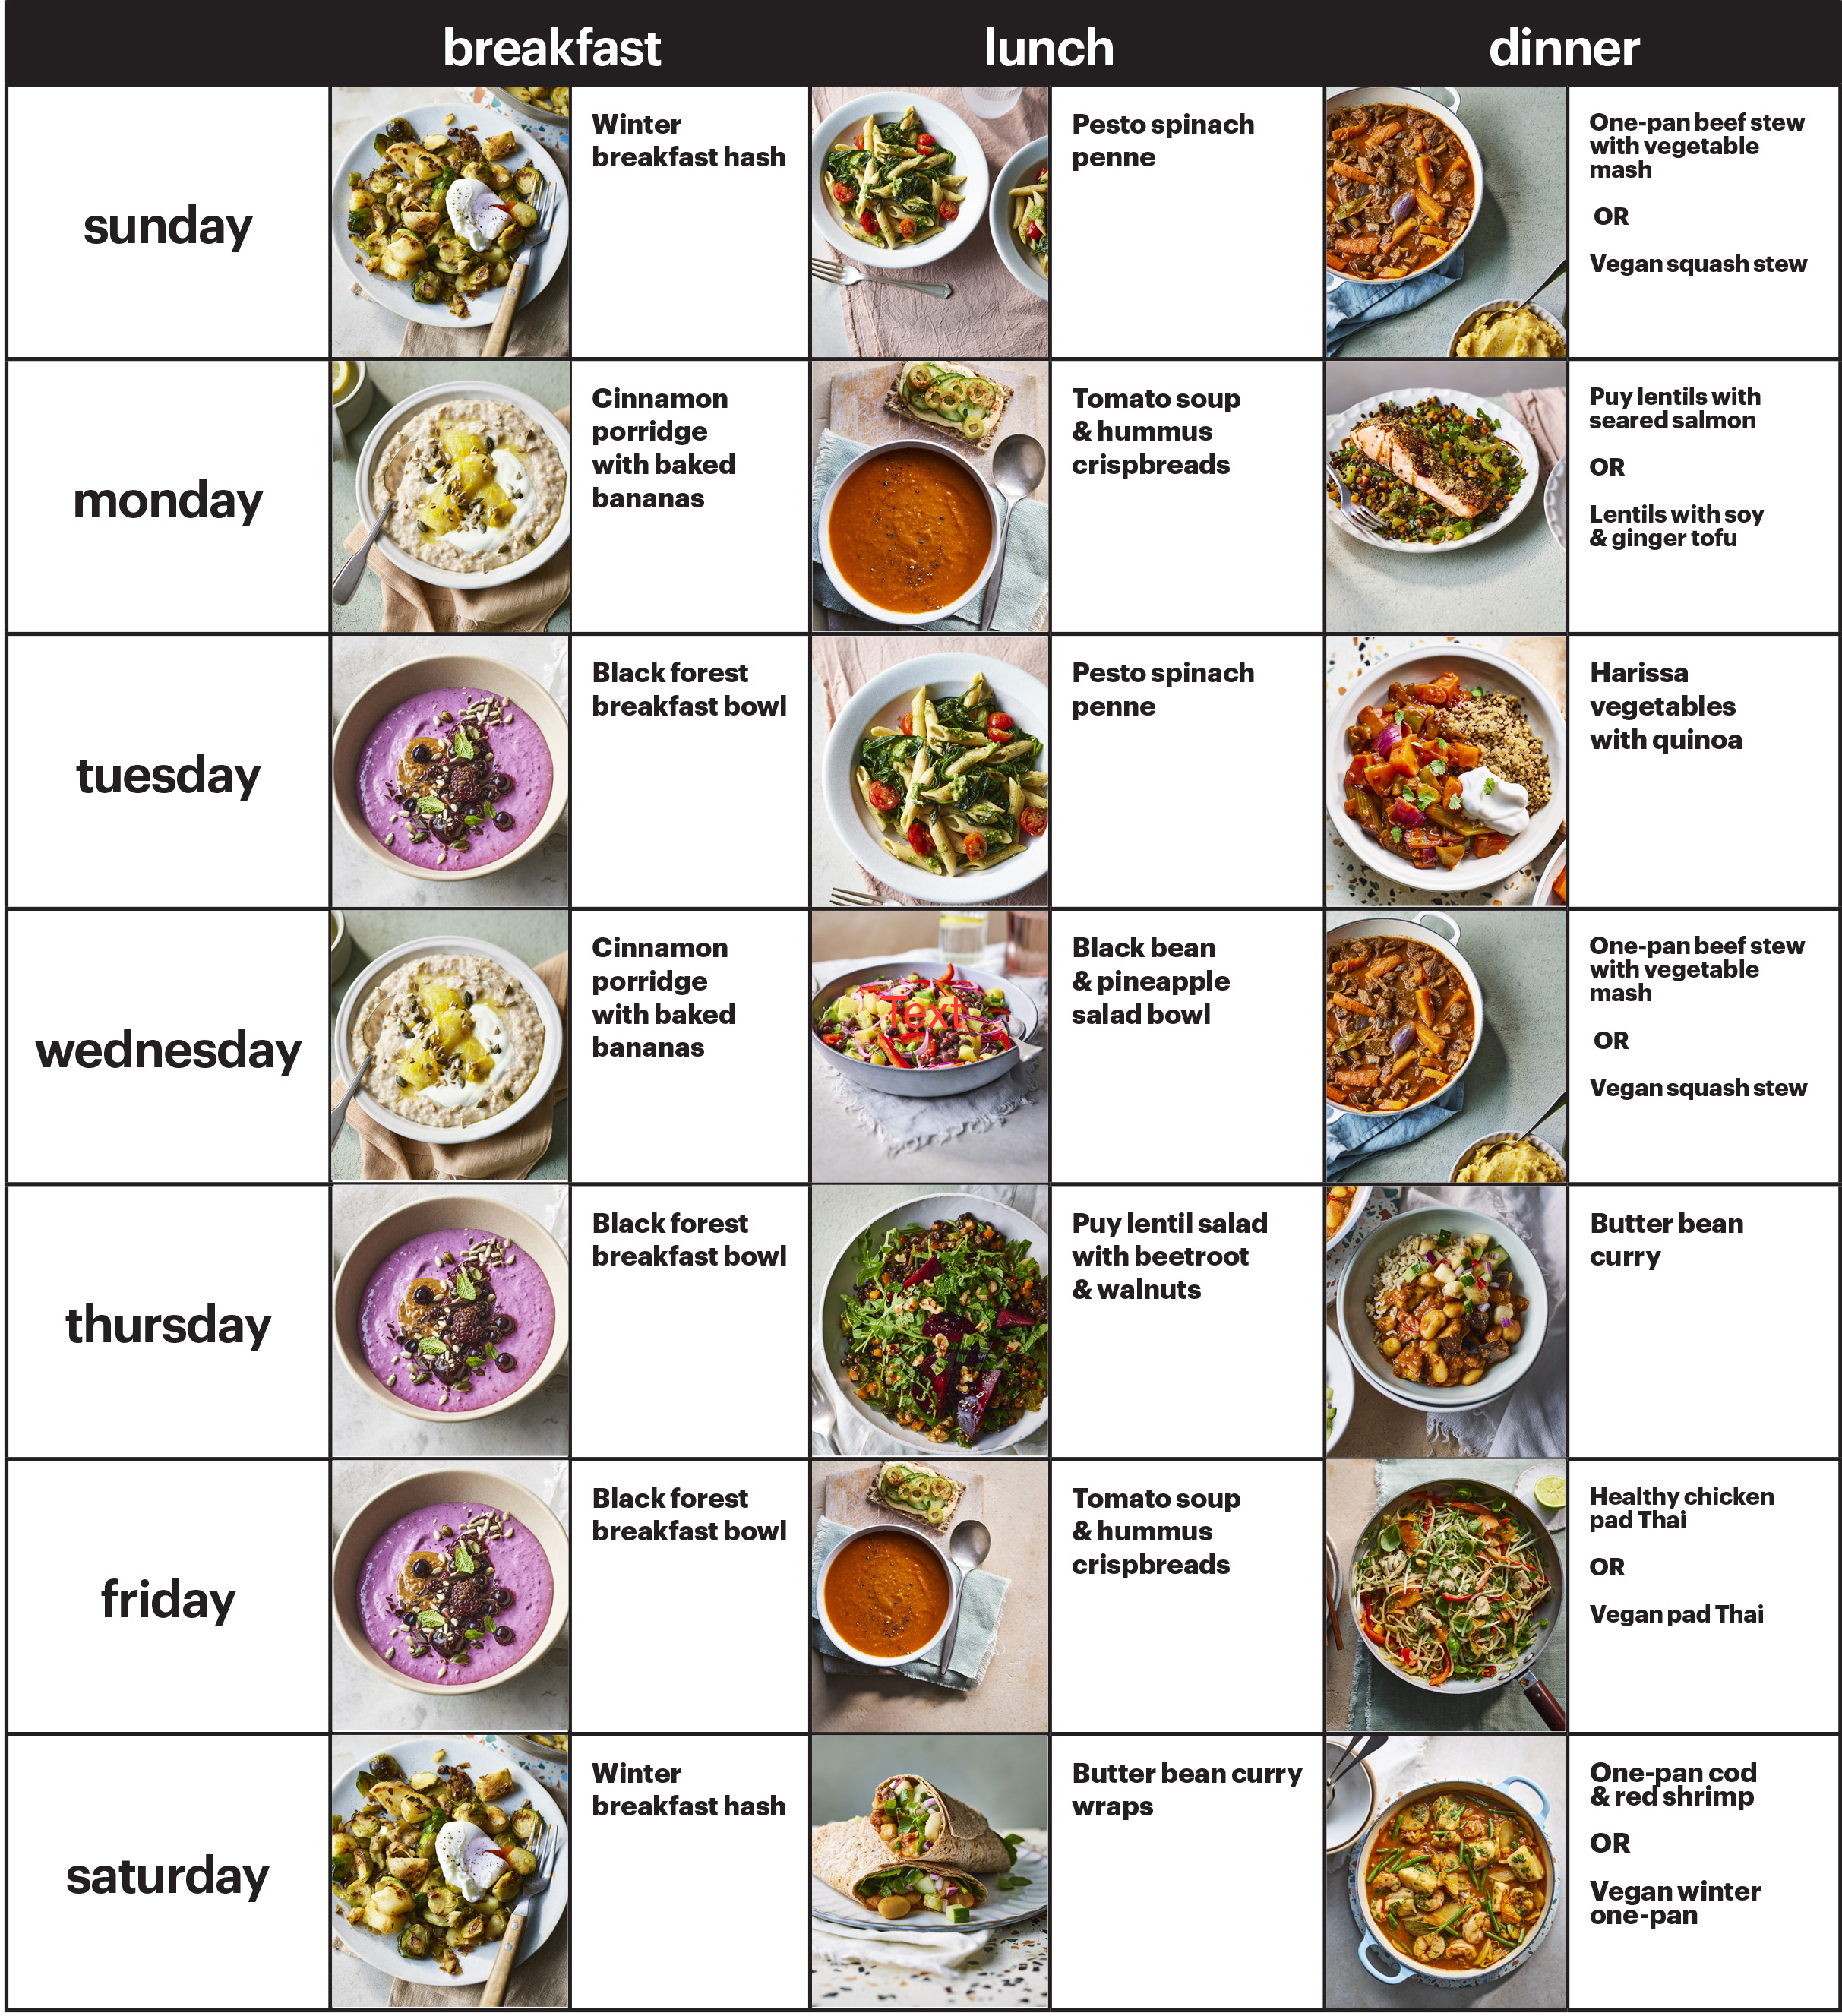 breakfast lunch dinner
sunday
Winter
breakfast hash
Pesto spinach
penne
One-pan beef stew
with vegetable
mash
OR
Vegan squash stew
monday
Cinnamon
porridge
with baked
bananas
Tomato soup
& hummus
crispbreads
Puy lentils with
seared salmon
OR
Lentils with soy
& ginger tofu
tuesday
Black forest
breakfast bowl
Pesto spinach
penne
Harissa
vegetables
with quinoa
wednesday
Cinnamon
porridge
with baked
bananas
Text
Black bean
& pineapple
salad bowl
One-pan beef stew
with vegetable
mash
OR
Vegan squash stew
thursday
Black forest
breakfast bowl
Puy lentil salad
with beetroot
& walnuts
Butter bean
curry
friday
Black forest
breakfast bowl
Tomato soup
& hummus
crispbreads
Healthy chicken
pad Thai
OR
Vegan pad Thai
saturday
Winter
breakfast hash
Butter bean curry
wraps
One-pan cod
& red shrimp
OR
Vegan winter
one-pan